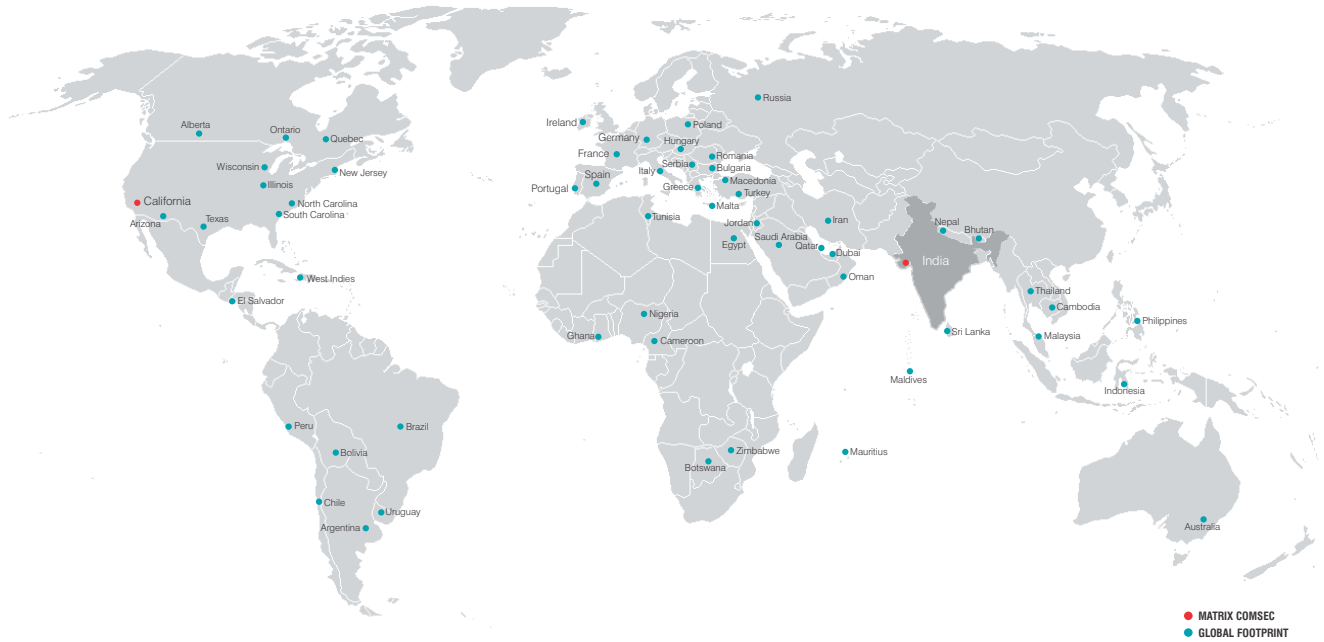 Russia
Alberta
Ontario
Quebec
Ireland
Poland
Germany
Hungary
France
Romania
Serbia
Bulgaria
Wisconsin
New Jersey
Italy
Spain
Macedonia
Illinois
Portugal
Greece
Turkey
California
North Carolina
South Carolina
Malta
Arizona
Texas
Tunisia
Jordan
Iran
Nepal
Bhutan
Egypt
Saudi Arabia
Qatar
Dubai
India
West Indies
Oman
El Salvador
Thailand
Cambodia
Nigeria
Philippines
Ghana
Cameroon
Sri Lanka
Malaysia
Maldives
Indonesia
Peru
Brazil
Bolivia
Zimbabwe
Mauritius
Botswana
Chile
Uruguay
Argentina
Australia
MATRIX COMSEC
GLOBAL FOOTPRINT